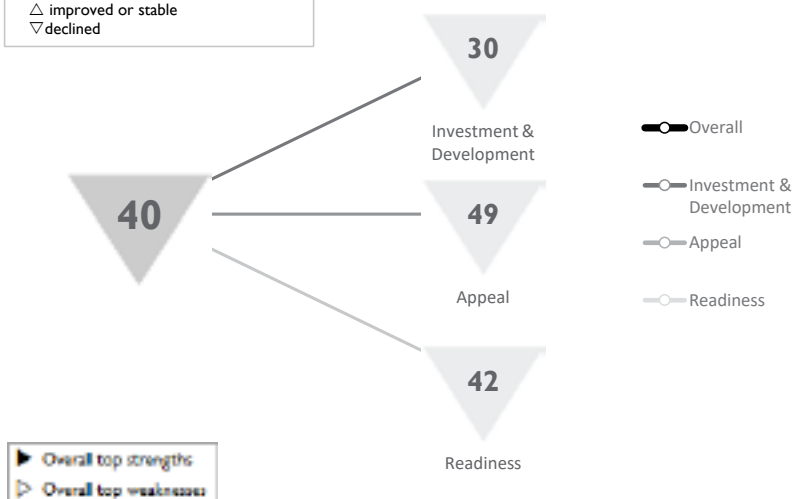 △ improved or stable
▽ declined
30
Investment &
Development
Overall
40
Investment &
Development
49
Appeal
Appeal
Readiness
42
Readiness
▶ Overall top strengths
▷ Overall top weaknesses